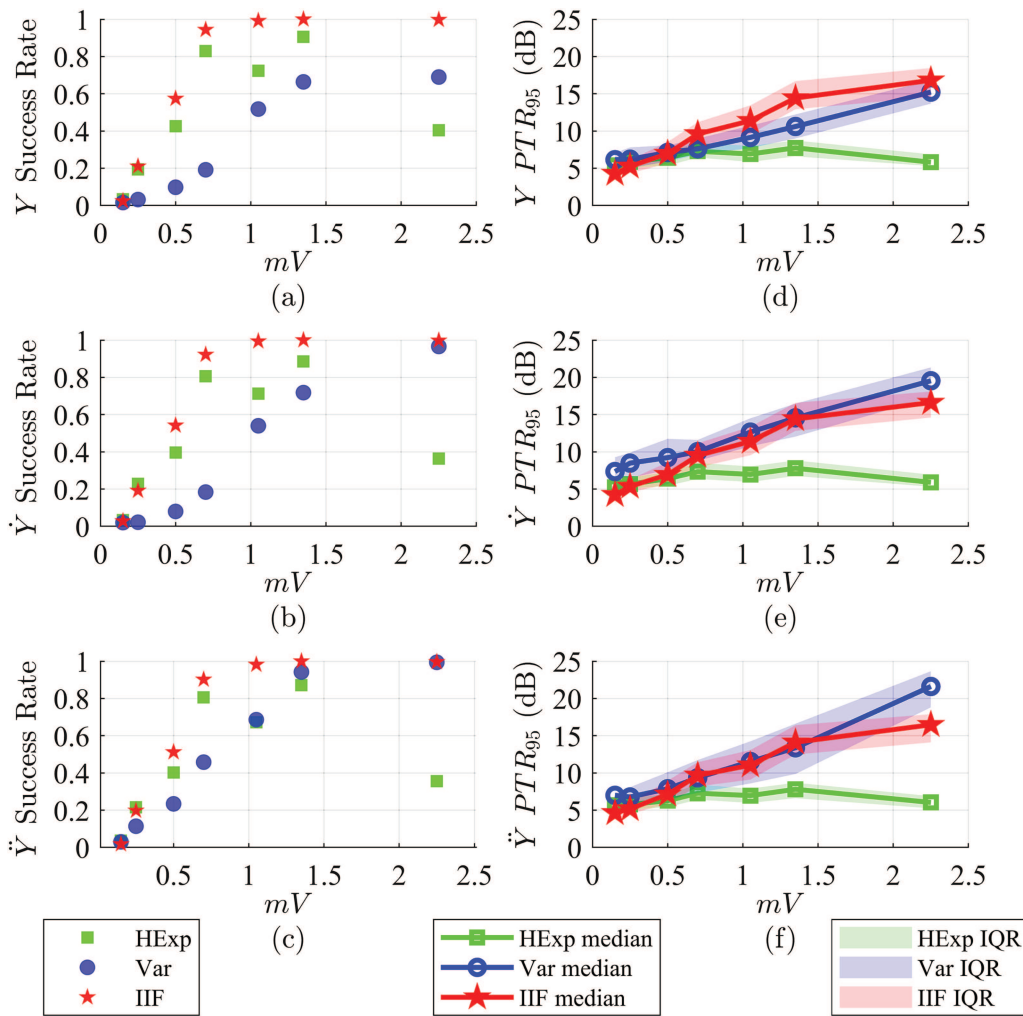 Y Success Rate
1
0.8
0.6
0.4
0.2
0
0 0.5 1 1.5 2 2.5
mV
(a)
Y PTR₉₅ (dB)
25
20
15
10
5
0
0 0.5 1 1.5 2 2.5
mV
(d)
Ẏ Success Rate
1
0.8
0.6
0.4
0.2
0
0 0.5 1 1.5 2 2.5
mV
(b)
Ẏ PTR₉₅ (dB)
25
20
15
10
5
0
0 0.5 1 1.5 2 2.5
mV
(e)
Ÿ Success Rate
1
0.8
0.6
0.4
0.2
0
0.5 1 1.5 2 2.5
mV
(c)
Ÿ PTR₉₅ (dB)
25
20
15
10
5
0
0 0.5 1 1.5 2 2.5
mV
(f)
HExp
Var
IIF
HExp median
Var median
IIF median
HExp IQR
Var IQR
IIF IQR